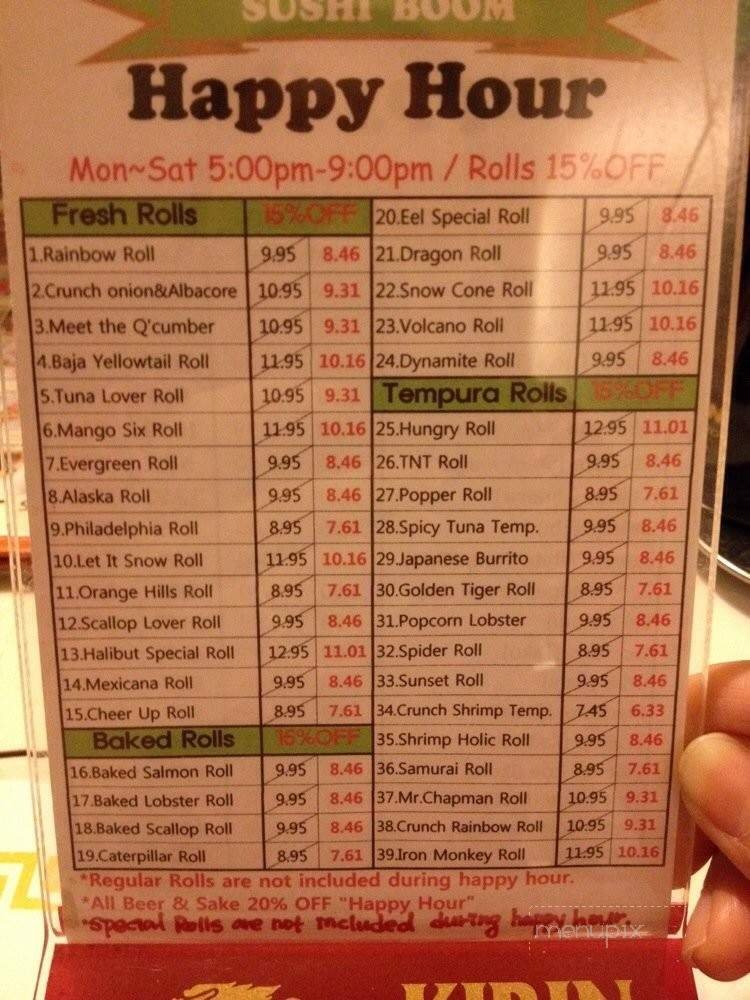 SUSHI BOOM
Happy Hour
Mon~Sat 5:00pm-9:00pm / Rolls 15%OFF
Fresh Rolls 15%OFF
1.Rainbow Roll 9.95 8.46
2.Crunch onion&Albacore 10.95 9.31
3.Meet the Q'cumber 10.95 9.31
4.Baja Yellowtail Roll 11.95 10.16
5.Tuna Lover Roll 10.95 9.31
6.Mango Six Roll 11.95 10.16
7.Evergreen Roll 9.95 8.46
8.Alaska Roll 9.95 8.46
9.Philadelphia Roll 8.95 7.61
10.Let It Snow Roll 11.95 10.16
11.Orange Hills Roll 8.95 7.61
12.Scallop Lover Roll 9.95 8.46
13.Halibut Special Roll 12.95 11.01
14.Mexicana Roll 9.95 8.46
15.Cheer Up Roll 8.95 7.61
Baked Rolls 15%OFF
16.Baked Salmon Roll 9.95 8.46
17.Baked Lobster Roll 9.95 8.46
18.Baked Scallop Roll 9.95 8.46
19.Caterpillar Roll 8.95 7.61
20.Eel Special Roll 9.95 8.46
21.Dragon Roll 9.95 8.46
22.Snow Cone Roll 11.95 10.16
23.Volcano Roll 11.95 10.16
24.Dynamite Roll 9.95 8.46
Tempura Rolls 15%OFF
25.Hungry Roll 12.95 11.01
26.TNT Roll 9.95 8.46
27.Popper Roll 8.95 7.61
28.Spicy Tuna Temp. 9.95 8.46
29.Japanese Burrito 9.95 8.46
30.Golden Tiger Roll 8.95 7.61
31.Popcorn Lobster 9.95 8.46
32.Spider Roll 8.95 7.61
33.Sunset Roll 9.95 8.46
34.Crunch Shrimp Temp. 7.45 6.33
35.Shrimp Holic Roll 9.95 8.46
36.Samurai Roll 8.95 7.61
37.Mr.Chapman Roll 10.95 9.31
38.Crunch Rainbow Roll 10.95 9.31
39.Iron Monkey Roll 11.95 10.16
*Regular Rolls are not included during happy hour.
*All Beer & Sake 20% OFF "Happy Hour"
*Special Rolls are not included during happy hour.
menupix
KIRIN